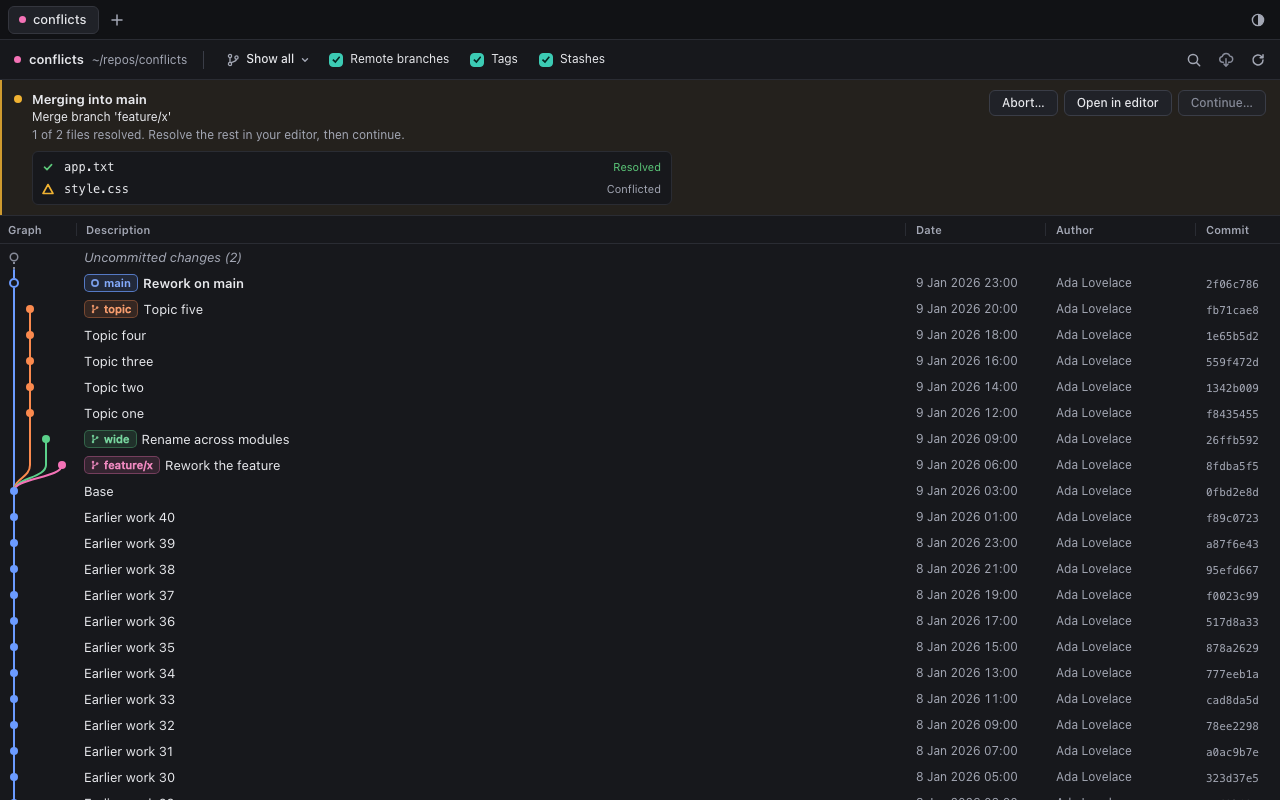 conflicts
conflicts ~/repos/conflicts Show all Remote branches Tags Stashes
Merging into main
Merge branch 'feature/x'
1 of 2 files resolved. Resolve the rest in your editor, then continue.
Abort... Open in editor Continue...
app.txt Resolved
style.css Conflicted
Graph Description Date Author Commit
Uncommitted changes (2)
main Rework on main 9 Jan 2026 23:00 Ada Lovelace 2f06c786
topic Topic five 9 Jan 2026 20:00 Ada Lovelace fb71cae8
Topic four 9 Jan 2026 18:00 Ada Lovelace 1e65b5d2
Topic three 9 Jan 2026 16:00 Ada Lovelace 559f472d
Topic two 9 Jan 2026 14:00 Ada Lovelace 1342b009
Topic one 9 Jan 2026 12:00 Ada Lovelace f8435455
wide Rename across modules 9 Jan 2026 09:00 Ada Lovelace 26ffb592
feature/x Rework the feature 9 Jan 2026 06:00 Ada Lovelace 8fdba5f5
Base 9 Jan 2026 03:00 Ada Lovelace 0fbd2e8d
Earlier work 40 9 Jan 2026 01:00 Ada Lovelace f89c0723
Earlier work 39 8 Jan 2026 23:00 Ada Lovelace a87f6e43
Earlier work 38 8 Jan 2026 21:00 Ada Lovelace 95efd667
Earlier work 37 8 Jan 2026 19:00 Ada Lovelace f0023c99
Earlier work 36 8 Jan 2026 17:00 Ada Lovelace 517d8a33
Earlier work 35 8 Jan 2026 15:00 Ada Lovelace 878a2629
Earlier work 34 8 Jan 2026 13:00 Ada Lovelace 777eeb1a
Earlier work 33 8 Jan 2026 11:00 Ada Lovelace cad8da5d
Earlier work 32 8 Jan 2026 09:00 Ada Lovelace 78ee2298
Earlier work 31 8 Jan 2026 07:00 Ada Lovelace a0ac9b7e
Earlier work 30 8 Jan 2026 05:00 Ada Lovelace 323d37e5